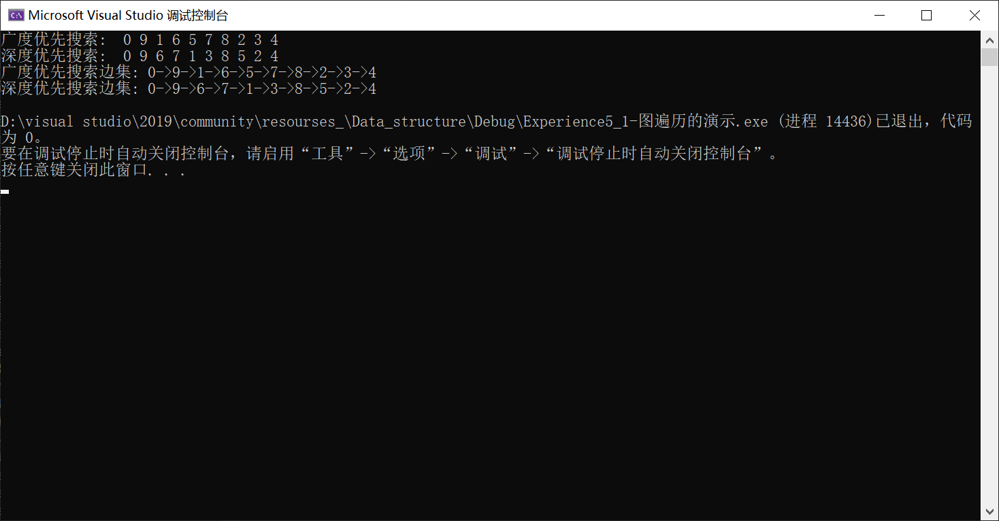 Microsoft Visual Studio 调试控制台
广度优先搜索: 0 9 1 6 5 7 8 2 3 4
深度优先搜索: 0 9 6 7 1 3 8 5 2 4
广度优先搜索边集: 0->9->1->6->5->7->8->2->3->4
深度优先搜索边集: 0->9->6->7->1->3->8->5->2->4
D:\visual studio\2019\community\resourses_\Data_structure\Debug\Experience5_1-图遍历的演示.exe (进程 14436)已退出，代码
为 0。
要在调试停止时自动关闭控制台，请启用“工具”->“选项”->“调试”->“调试停止时自动关闭控制台”。
按任意键关闭此窗口. . .